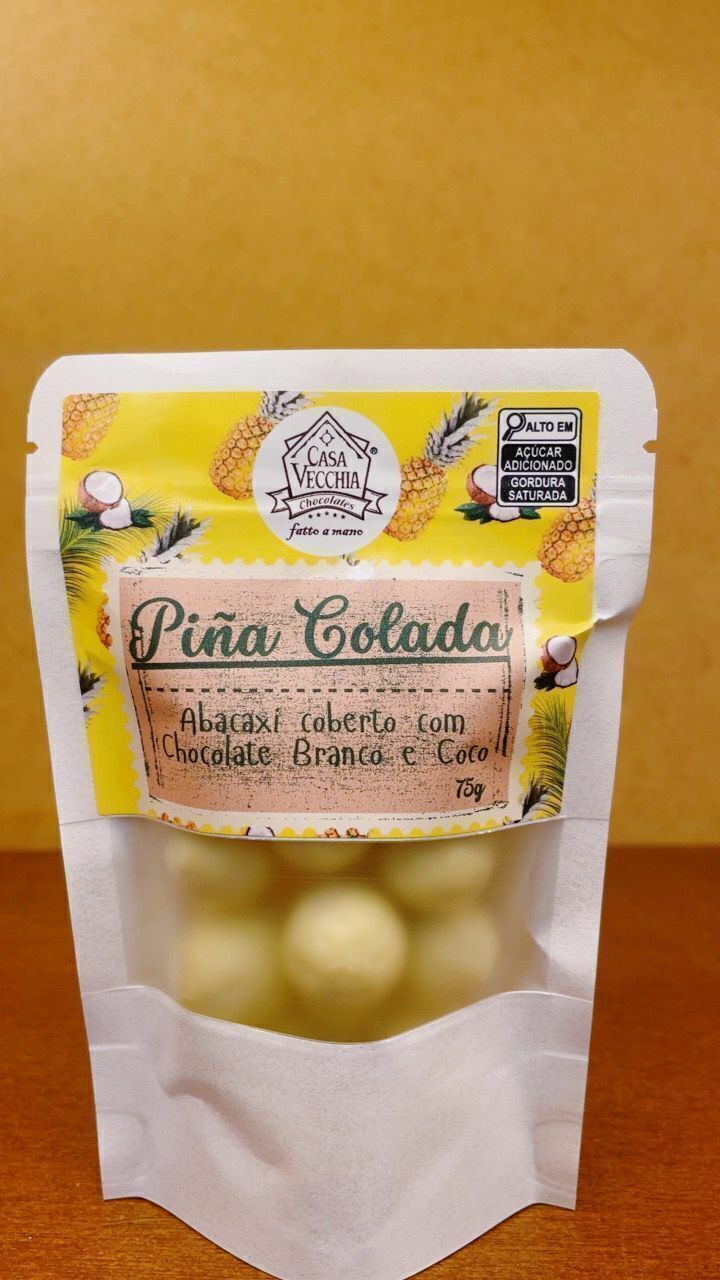 CASA
VECCHIA
®
Chocolates
fatto a mano
ALTO EM
AÇÚCAR
ADICIONADO
GORDURA
SATURADA
Piña Colada
Abacaxi coberto com
Chocolate Branco e Coco
75g